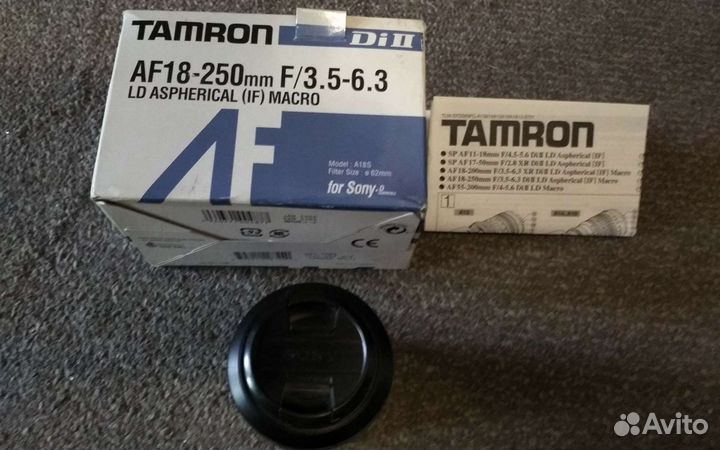 TAMRON
Di II
AF18-250mm F/3.5-6.3
LD ASPHERICAL (IF) MACRO
AF
Model : A18S
Filter Size : ø 62mm
for Sony-D
CE
TAMRON
● SP AF11-18mm F/4.5-5.6 Di II LD Aspherical [IF]
● SP AF17-50mm F/2.8 XR Di II LD Aspherical [IF]
● AF18-200mm F/3.5-6.3 XR Di II LD Aspherical [IF] Macro
● AF18-250mm F/3.5-6.3 Di II LD Aspherical [IF] Macro
● AF55-200mm F/4-5.6 Di II LD Macro
1
Avito